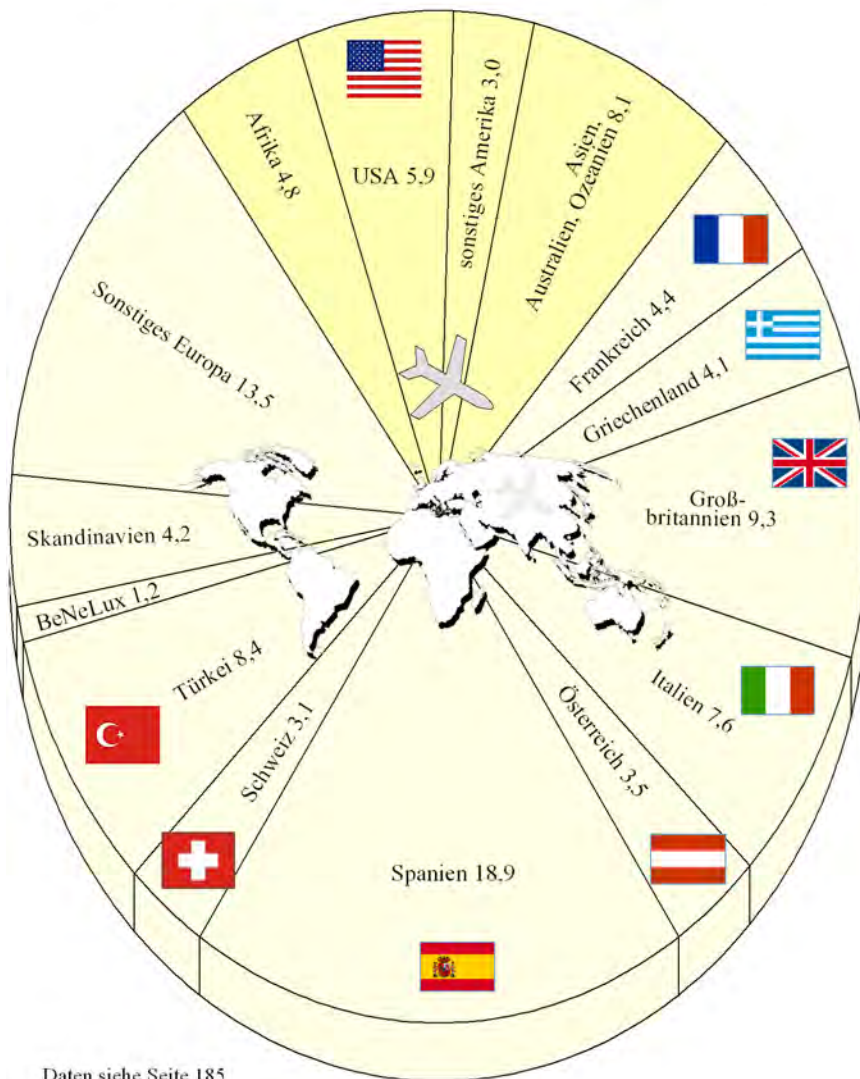 Afrika 4,8
USA 5,9
sonstiges Amerika 3,0
Asien,
Australien, Ozeanien 8,1
Frankreich 4,4
Griechenland 4,1
Groß-
britannien 9,3
Italien 7,6
Österreich 3,5
Spanien 18,9
Schweiz 3,1
Türkei 8,4
BeNeLux 1,2
Skandinavien 4,2
Sonstiges Europa 13,5
Daten siehe Seite 185